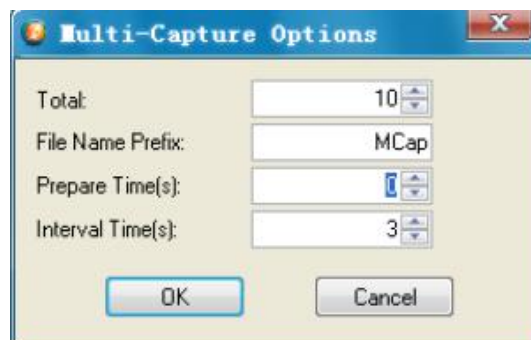 Multi-Capture Options
Total: 10
File Name Prefix: MCap
Prepare Time(s): 0
Interval Time(s): 3
OK Cancel